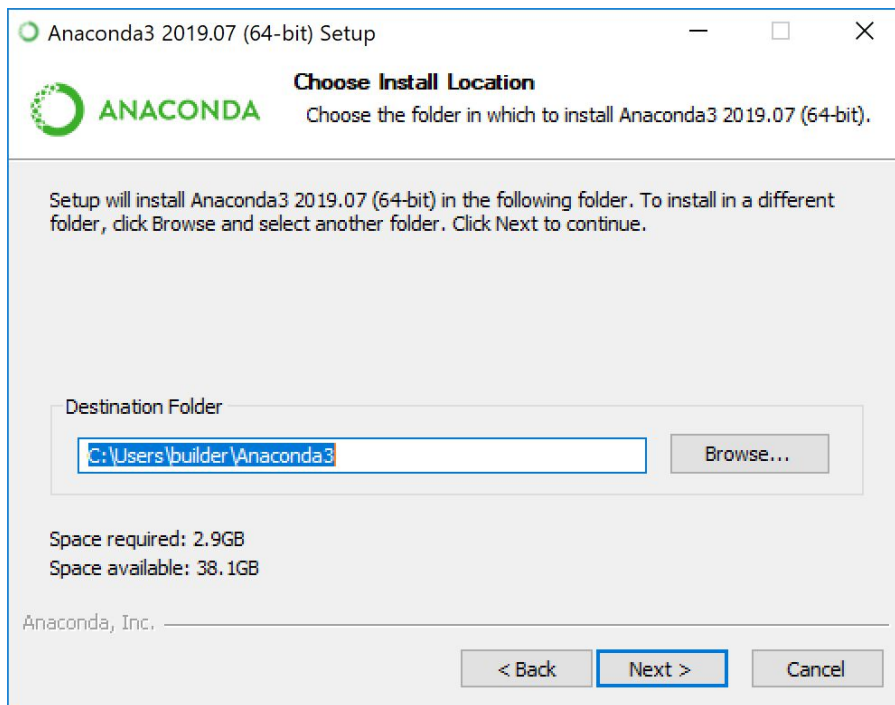 Anaconda3 2019.07 (64-bit) Setup
ANACONDA
Choose Install Location
Choose the folder in which to install Anaconda3 2019.07 (64-bit).
Setup will install Anaconda3 2019.07 (64-bit) in the following folder. To install in a different
folder, click Browse and select another folder. Click Next to continue.
Destination Folder
C:\Users\builder\Anaconda3
Browse...
Space required: 2.9GB
Space available: 38.1GB
Anaconda, Inc.
< Back
Next >
Cancel